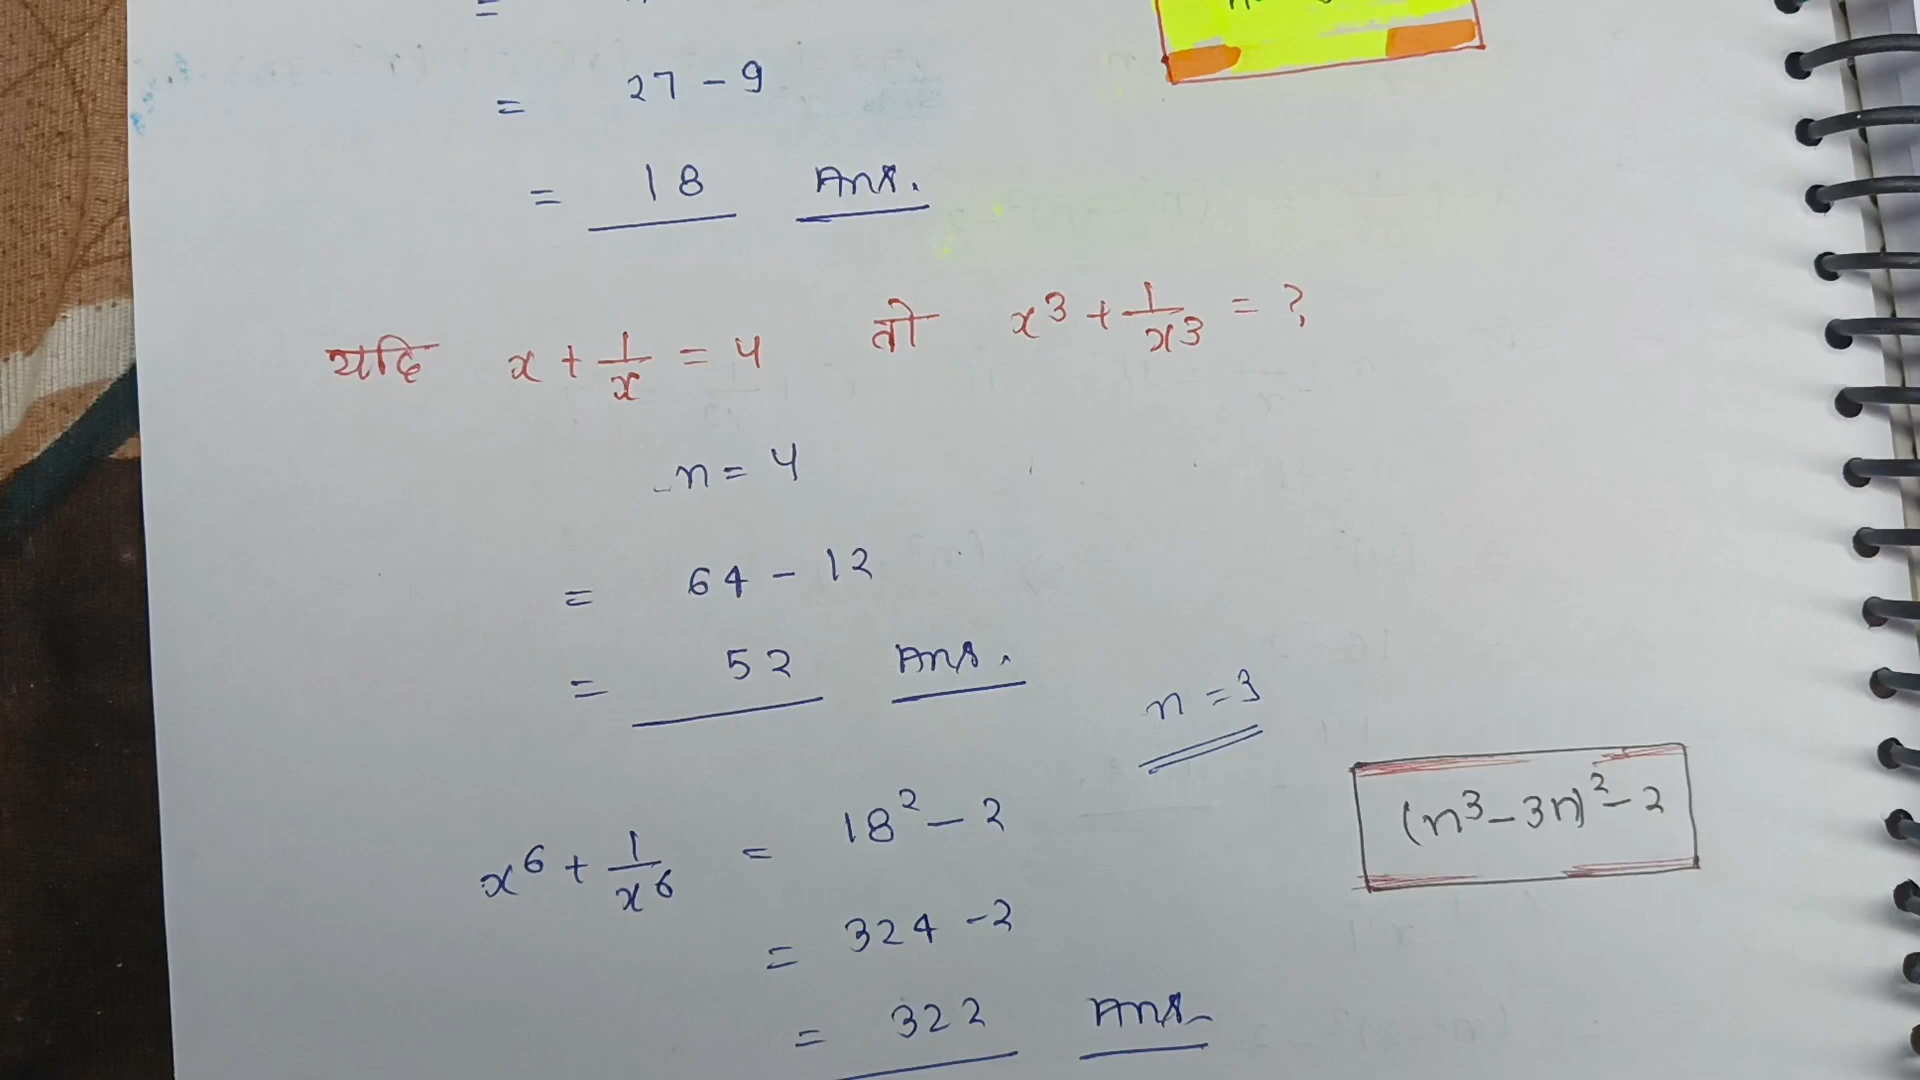 = 27 - 9
= 18 Ans.
यदि x + 1/x = 4 तो x³ + 1/x³ = ?
n = 4
= 64 - 12
= 52 Ans.
n = 3
x⁶ + 1/x⁶ = 18² - 2
(n³ - 3n)² - 2
= 324 - 2
= 322 Ans